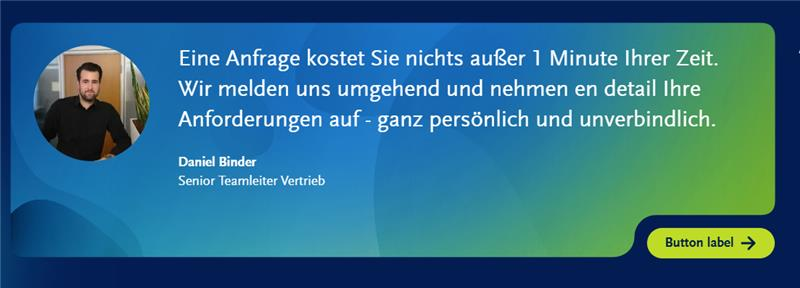 Eine Anfrage kostet Sie nichts außer 1 Minute Ihrer Zeit.
Wir melden uns umgehend und nehmen en detail Ihre
Anforderungen auf - ganz persönlich und unverbindlich.
Daniel Binder
Senior Teamleiter Vertrieb
Button label